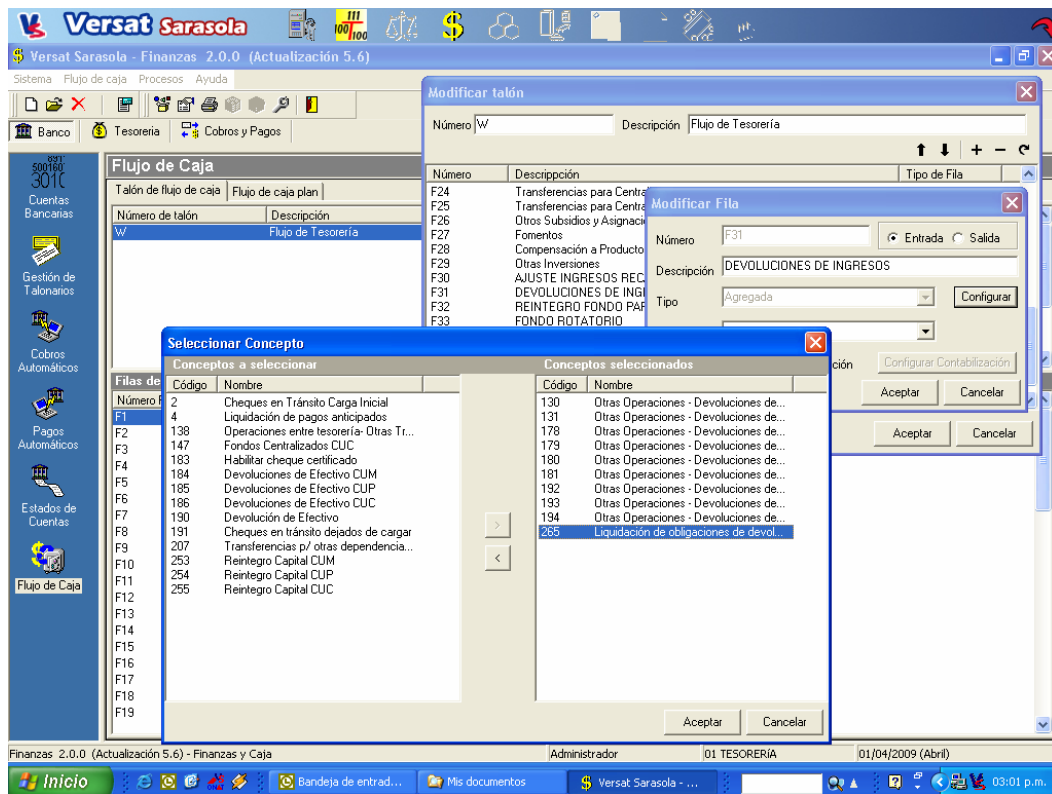 Versat Sarasola
Versat Sarasola - Finanzas 2.0.0 (Actualización 5.6)
Sistema Flujo de caja Procesos Ayuda
Banco Tesoreria Cobros y Pagos
Cuentas
Bancarias
Gestión de
Talonarios
Cobros
Automáticos
Pagos
Automáticos
Estados de
Cuentas
Flujo de Caja
Flujo de Caja
Talón de flujo de caja Flujo de caja plan
Número de talón Descripción
W Flujo de Tesorería
Filas de
Número F
F1
F2
F3
F4
F5
F6
F7
F8
F9
F10
F11
F12
F13
F14
F15
F16
F17
F18
F19
Modificar talón
Número W Descripción Flujo de Tesorería
Número Descrippción Tipo de Fila
F24 Transferencias para Centra
F25 Transferencias para Centra
F26 Otros Subsidios y Asignaci
F27 Fomentos
F28 Compensación a Producto
F29 Otras Inversiones
F30 AJUSTE INGRESOS REC
F31 DEVOLUCIONES DE INGI
F32 REINTEGRO FONDO PAR
F33 FONDO ROTATORIO
Aceptar Cancelar
Modificar Fila
Número F31 Entrada Salida
Descripción DEVOLUCIONES DE INGRESOS
Tipo Agregada Configurar
ción Configurar Contabilización
Aceptar Cancelar
Seleccionar Concepto
Conceptos a seleccionar
Código Nombre
2 Cheques en Tránsito Carga Inicial
4 Liquidación de pagos anticipados
138 Operaciones entre tesorería- Otras Tr...
147 Fondos Centralizados CUC
183 Habilitar cheque certificado
184 Devoluciones de Efectivo CUM
185 Devoluciones de Efectivo CUP
186 Devoluciones de Efectivo CUC
190 Devolución de Efectivo
191 Cheques en tránsito dejados de cargar
207 Transferencias p/ otras dependencia...
253 Reintegro Capital CUM
254 Reintegro Capital CUP
255 Reintegro Capital CUC
>
<
Conceptos seleccionados
Código Nombre
130 Otras Operaciones - Devoluciones de...
131 Otras Operaciones - Devoluciones de...
178 Otras Operaciones - Devoluciones de...
179 Otras Operaciones - Devoluciones de...
180 Otras Operaciones - Devoluciones de...
181 Otras Operaciones - Devoluciones de...
192 Otras Operaciones - Devoluciones de...
193 Otras Operaciones - Devoluciones de...
194 Otras Operaciones - Devoluciones de...
265 Liquidación de obligaciones de devol...
Aceptar Cancelar
Finanzas 2.0.0 (Actualización 5.6) - Finanzas y Caja Administrador 01 TESORERíA 01/04/2009 (Abril)
Inicio Bandeja de entrad... Mis documentos Versat Sarasola - ... 03:01 p.m.